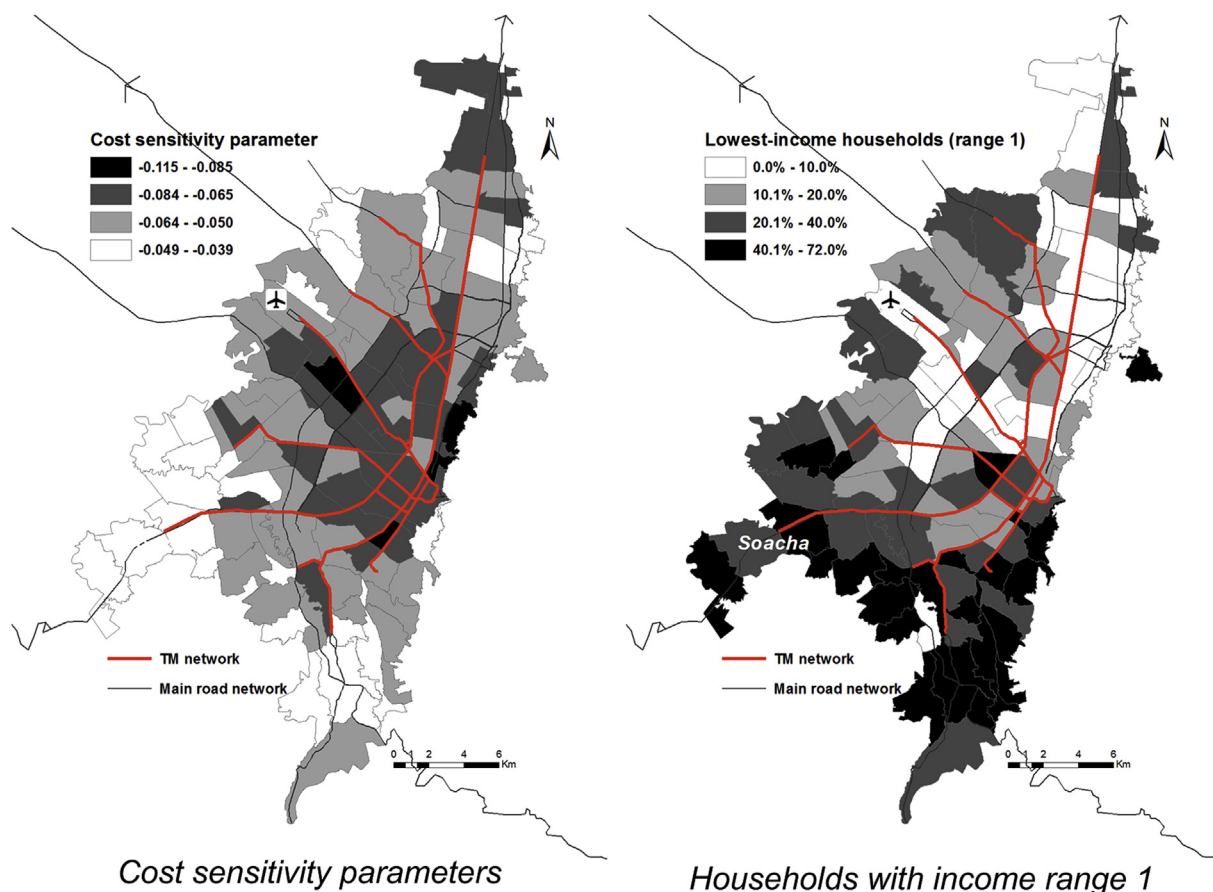 N
Cost sensitivity parameter
-0.115 - -0.085
-0.084 - -0.065
-0.064 - -0.050
-0.049 - -0.039
TM network
Main road network
0 1 2 4 6
Km
Cost sensitivity parameters
N
Lowest-income households (range 1)
0.0% - 10.0%
10.1% - 20.0%
20.1% - 40.0%
40.1% - 72.0%
Soacha
TM network
Main road network
0 1 2 4 6
Km
Households with income range 1